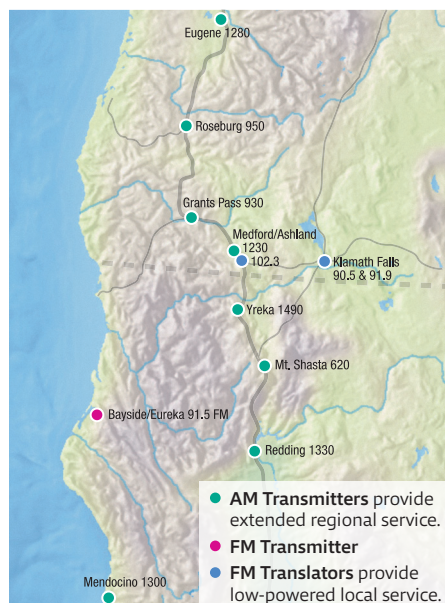 Eugene 1280
Roseburg 950
Grants Pass 930
Medford/Ashland
1230
102.3
Klamath Falls
90.5 & 91.9
Yreka 1490
Mt. Shasta 620
Bayside/Eureka 91.5 FM
Redding 1330
AM Transmitters provide
extended regional service.
FM Transmitter
FM Translators provide
low-powered local service.
Mendocino 1300